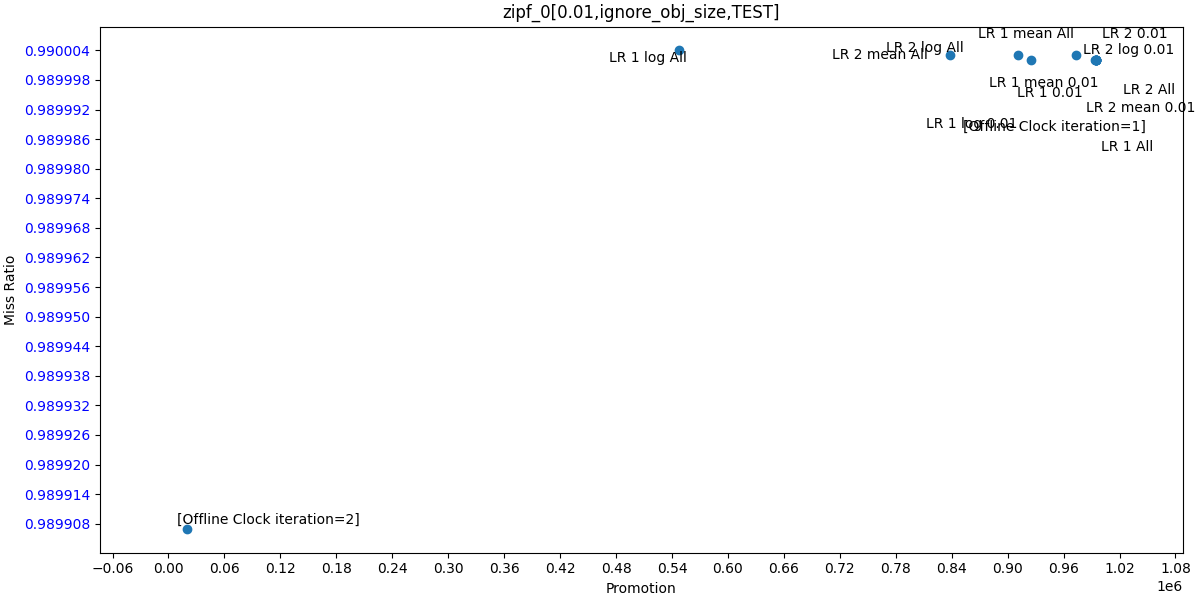 zipf_0[0.01,ignore_obj_size,TEST]
Miss Ratio
0.990004
0.989998
0.989992
0.989986
0.989980
0.989974
0.989968
0.989962
0.989956
0.989950
0.989944
0.989938
0.989932
0.989926
0.989920
0.989914
0.989908
LR 1 log All
LR 2 mean All
LR 2 log All
LR 1 mean All
LR 2 0.01
LR 2 log 0.01
LR 1 mean 0.01
LR 1 0.01
LR 2 All
LR 2 mean 0.01
LR 1 log 0.01
[Offline Clock iteration=1]
LR 1 All
[Offline Clock iteration=2]
−0.06 0.00 0.06 0.12 0.18 0.24 0.30 0.36 0.42 0.48 0.54 0.60 0.66 0.72 0.78 0.84 0.90 0.96 1.02 1.08
1e6
Promotion